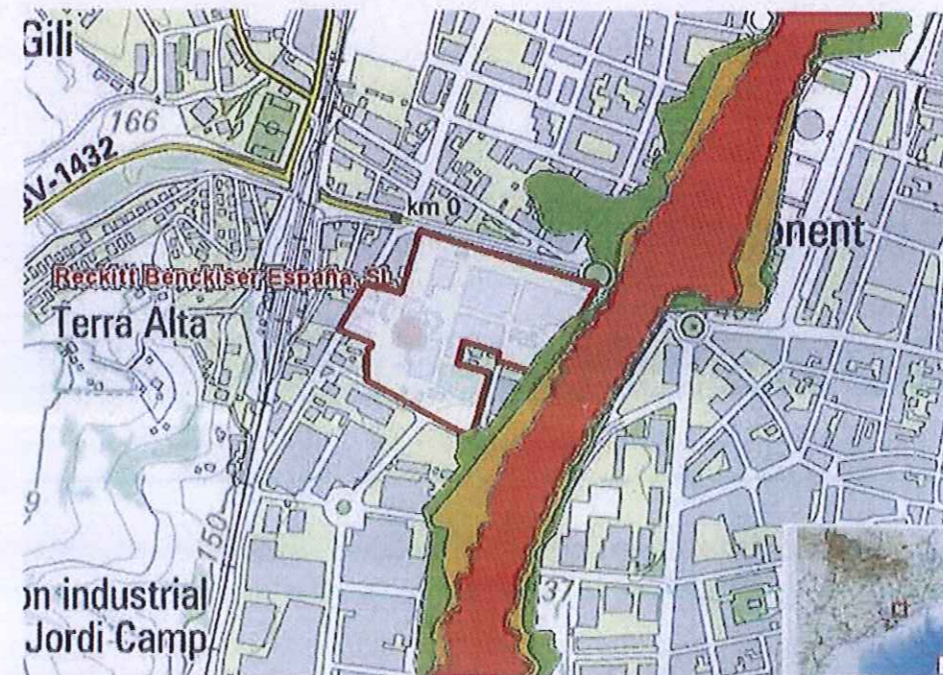 Gili
166
BV-1432
km 0
onent
Reckitt Benckiser España, SL
Terra Alta
150
on industrial
Jordi Camp
37